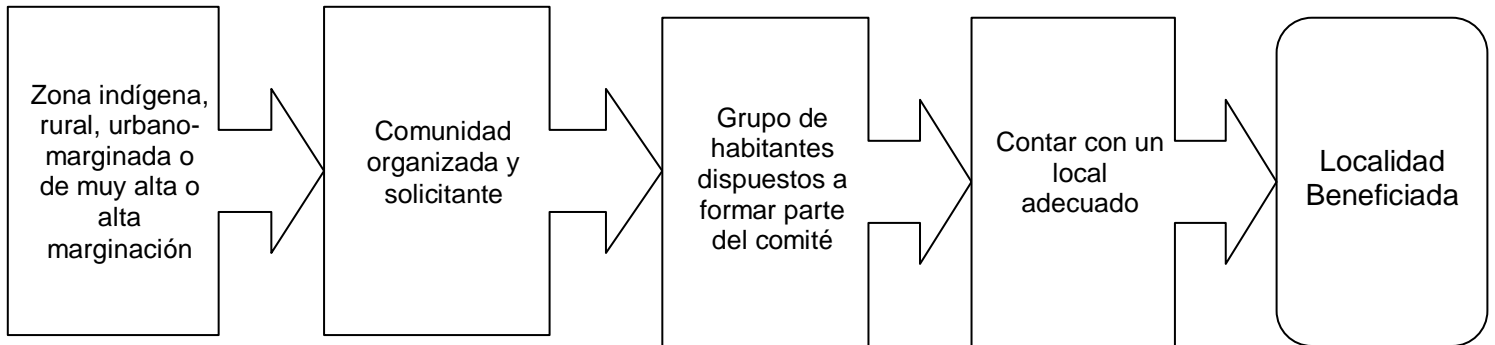 Zona indígena,
rural, urbano-
marginada o
de muy alta o
alta
marginación
Comunidad
organizada y
solicitante
Grupo de
habitantes
dispuestos a
formar parte
del comité
Contar con un
local
adecuado
Localidad
Beneficiada